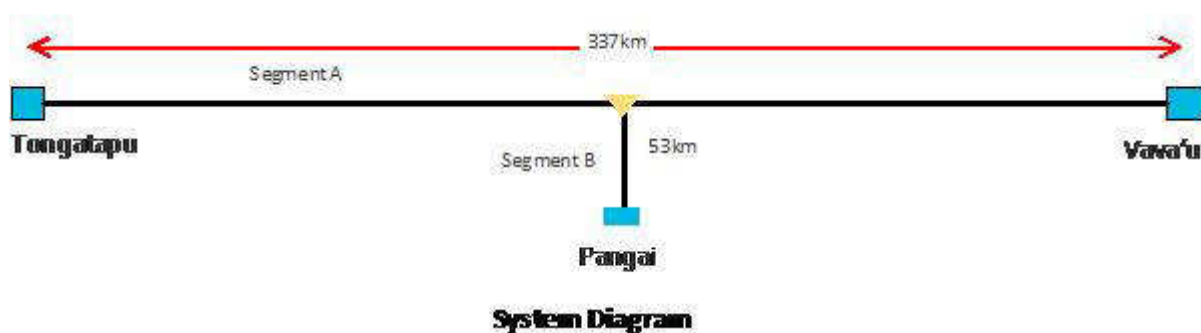 337km
Segment A
Tongatapu
Vava'u
Segment B
53km
Pangai
System Diagram